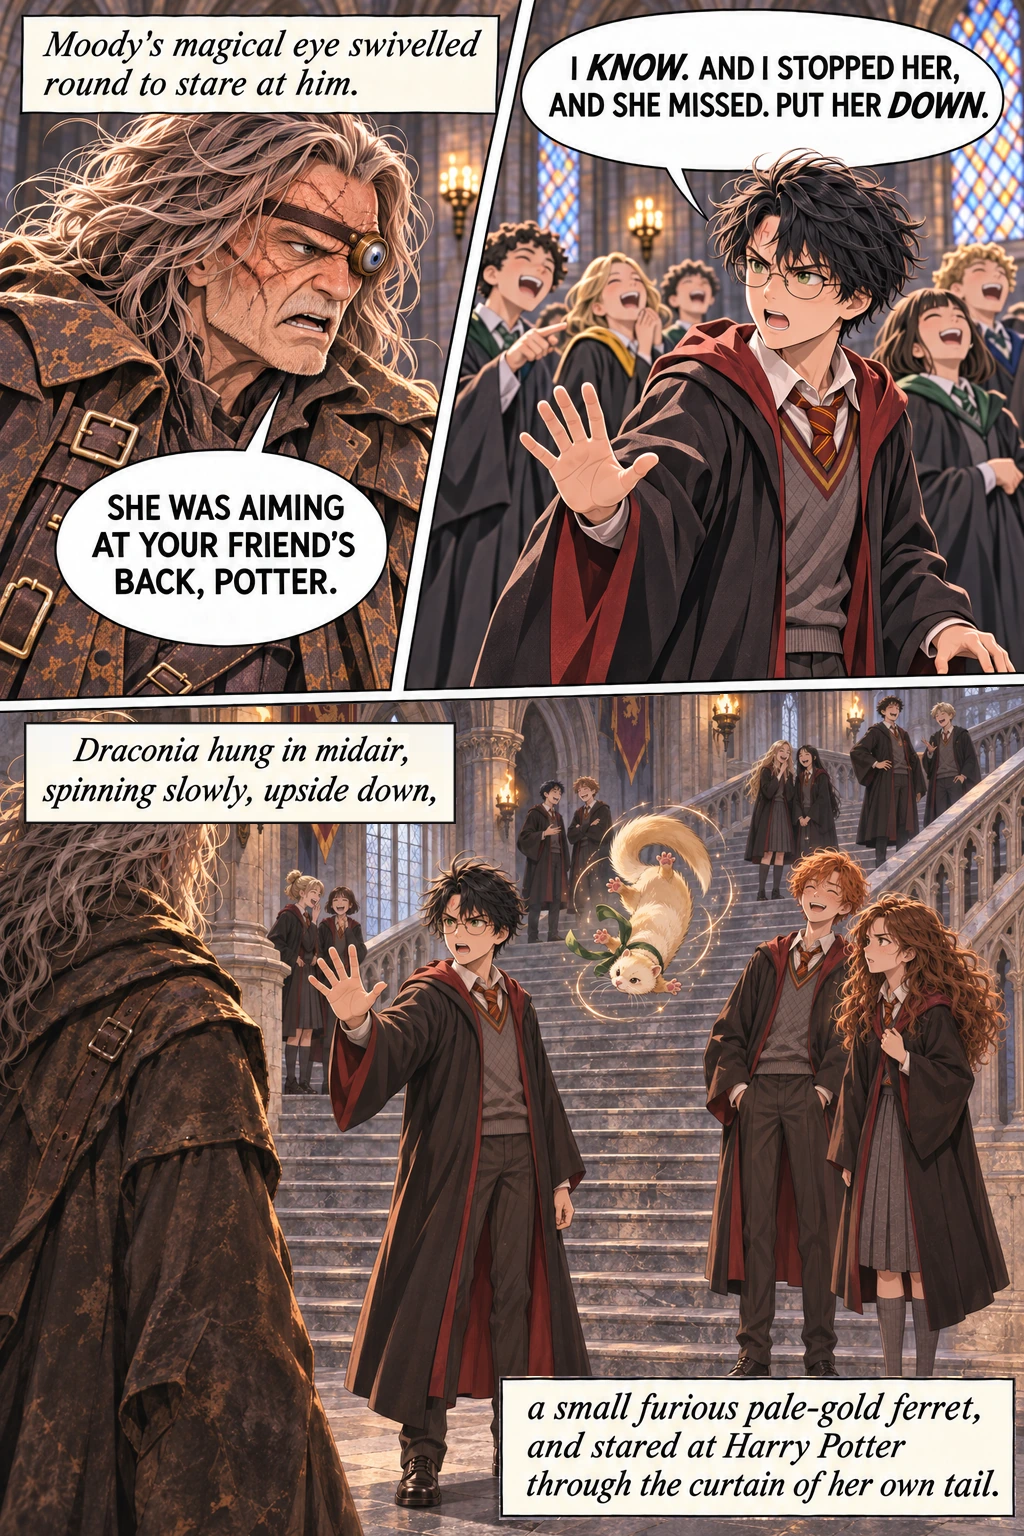 Moody's magical eye swivelled
round to stare at him.
SHE WAS AIMING
AT YOUR FRIEND'S
BACK, POTTER.
I KNOW. AND I STOPPED HER,
AND SHE MISSED. PUT HER DOWN.
Draconia hung in midair,
spinning slowly, upside down,
a small furious pale-gold ferret,
and stared at Harry Potter
through the curtain of her own tail.